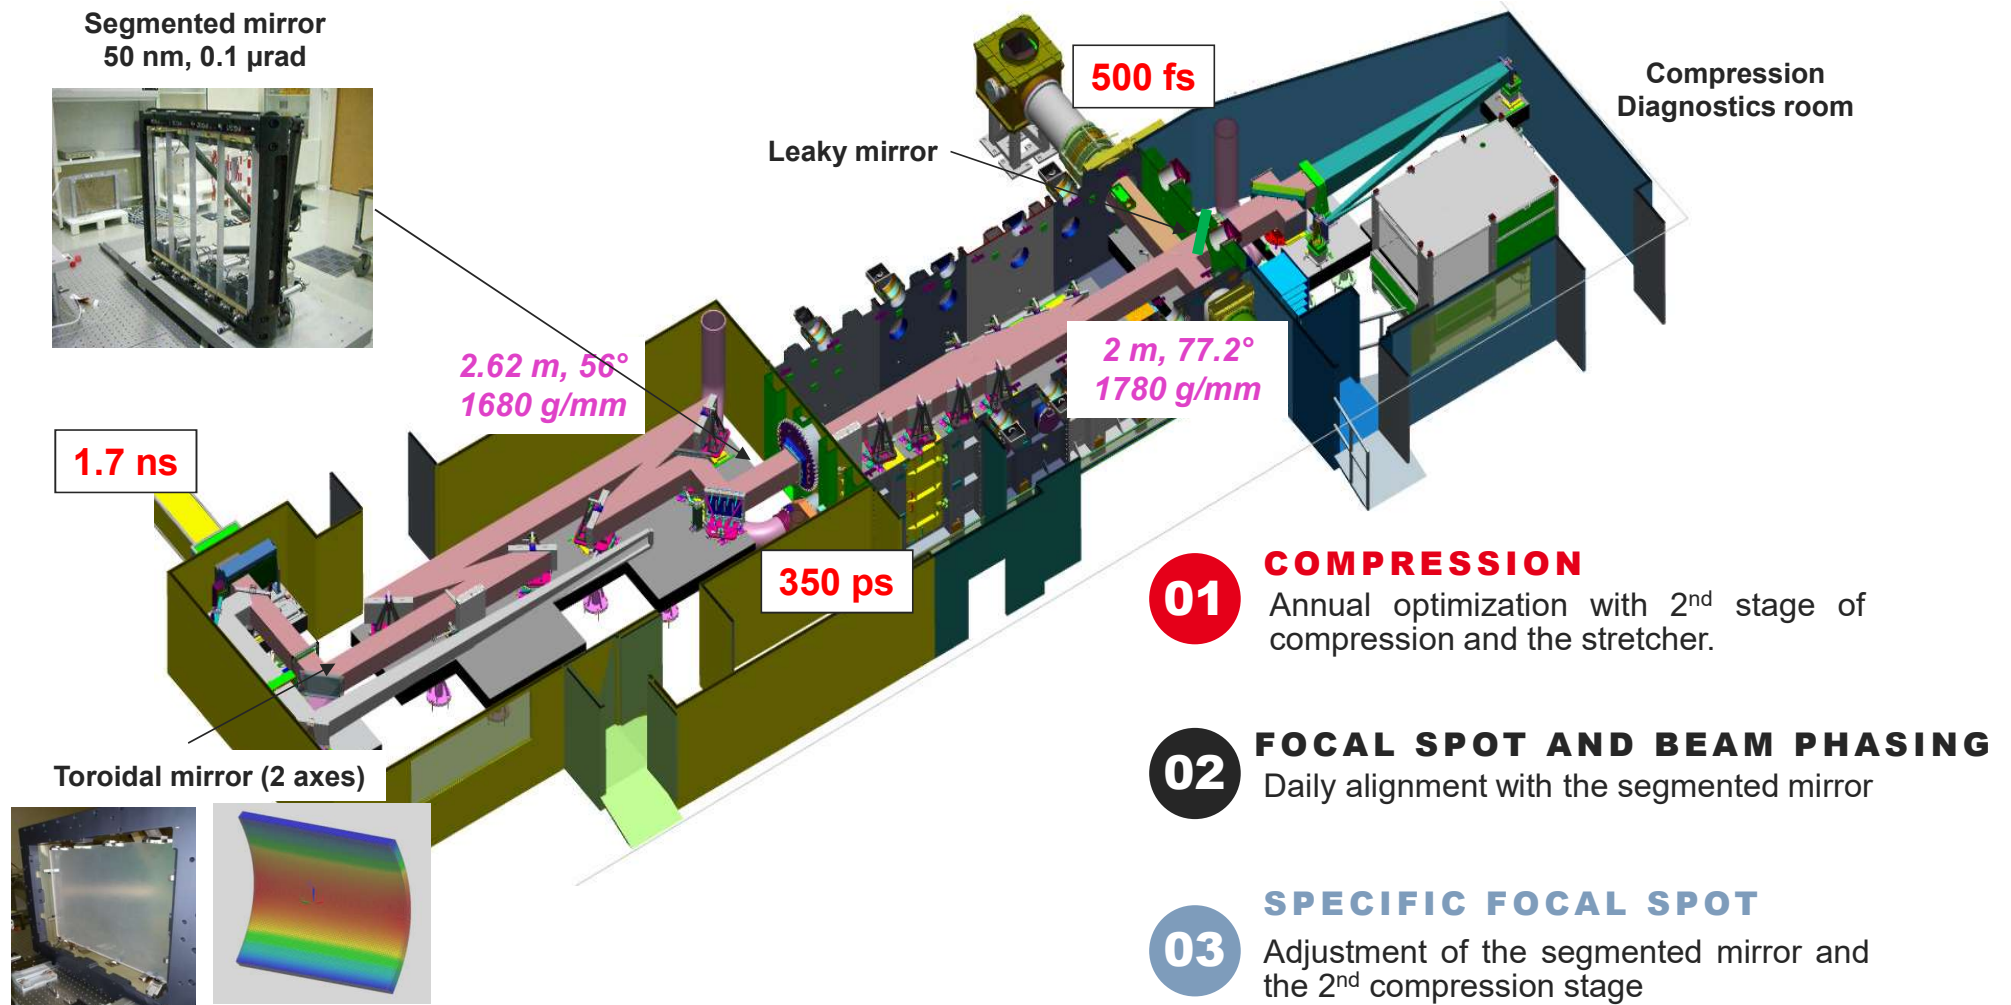 Segmented mirror
50 nm, 0.1 µrad
500 fs
Compression
Diagnostics room
Leaky mirror
2.62 m, 56°
1680 g/mm
2 m, 77.2°
1780 g/mm
1.7 ns
350 ps
Toroidal mirror (2 axes)
01
COMPRESSION
Annual optimization with 2nd stage of
compression and the stretcher.
02
FOCAL SPOT AND BEAM PHASING
Daily alignment with the segmented mirror
03
SPECIFIC FOCAL SPOT
Adjustment of the segmented mirror and
the 2nd compression stage